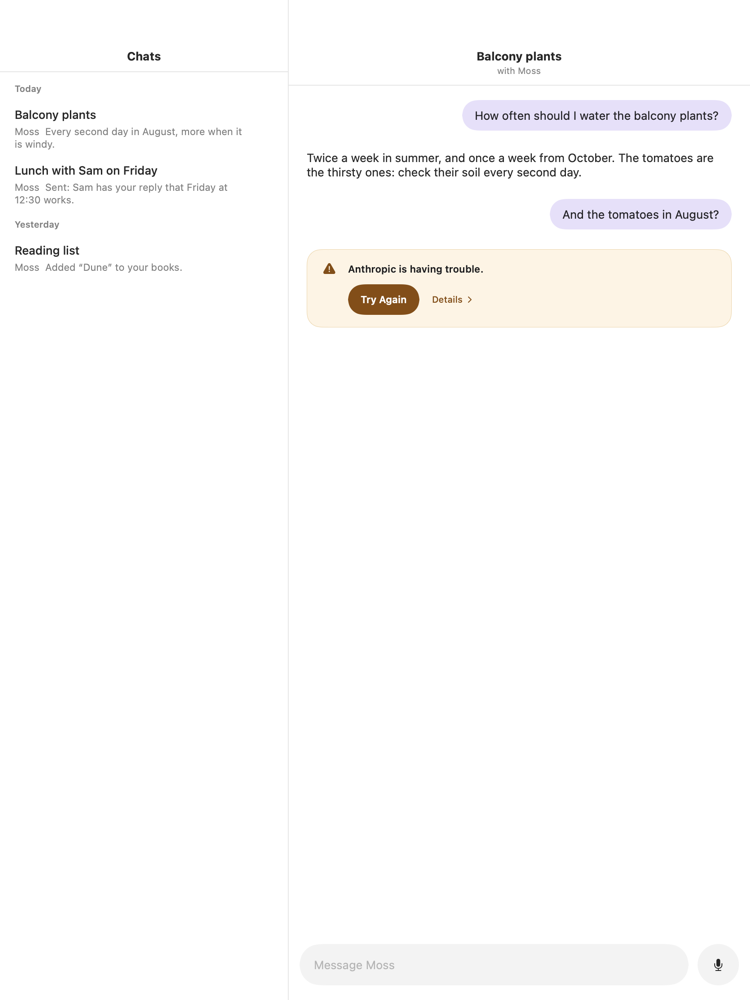 Chats
Today
Balcony plants
Moss Every second day in August, more when it
is windy.
Lunch with Sam on Friday
Moss Sent: Sam has your reply that Friday at
12:30 works.
Yesterday
Reading list
Moss Added “Dune” to your books.
Balcony plants
with Moss
How often should I water the balcony plants?
Twice a week in summer, and once a week from October. The tomatoes are
the thirsty ones: check their soil every second day.
And the tomatoes in August?
Anthropic is having trouble.
Try Again
Details
Message Moss